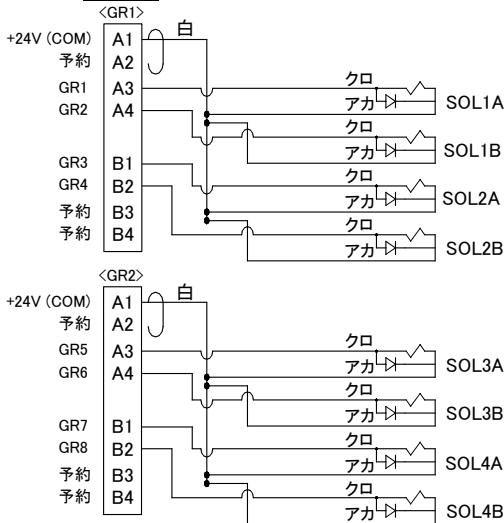 <GR1>
+24V (COM) A1 白
予約 A2
GR1 A3 クロ
アカ SOL1A
GR2 A4 クロ
アカ SOL1B
GR3 B1 クロ
アカ SOL2A
GR4 B2 クロ
アカ SOL2B
予約 B3
予約 B4
<GR2>
+24V (COM) A1 白
予約 A2
GR5 A3 クロ
アカ SOL3A
GR6 A4 クロ
アカ SOL3B
GR7 B1 クロ
アカ SOL4A
GR8 B2 クロ
アカ SOL4B
予約 B3
予約 B4